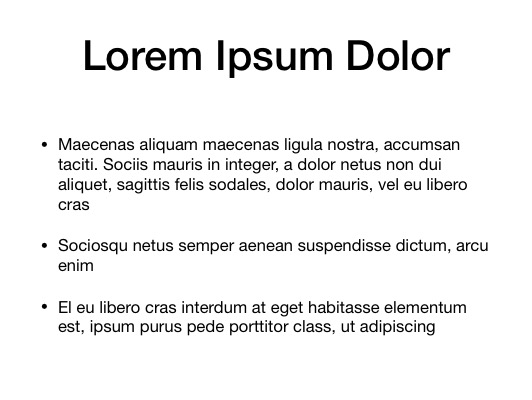 Lorem Ipsum Dolor
• Maecenas aliquam maecenas ligula nostra, accumsan
taciti. Sociis mauris in integer, a dolor netus non dui
aliquet, sagittis felis sodales, dolor mauris, vel eu libero
cras
• Sociosqu netus semper aenean suspendisse dictum, arcu
enim
• El eu libero cras interdum at eget habitasse elementum
est, ipsum purus pede porttitor class, ut adipiscing